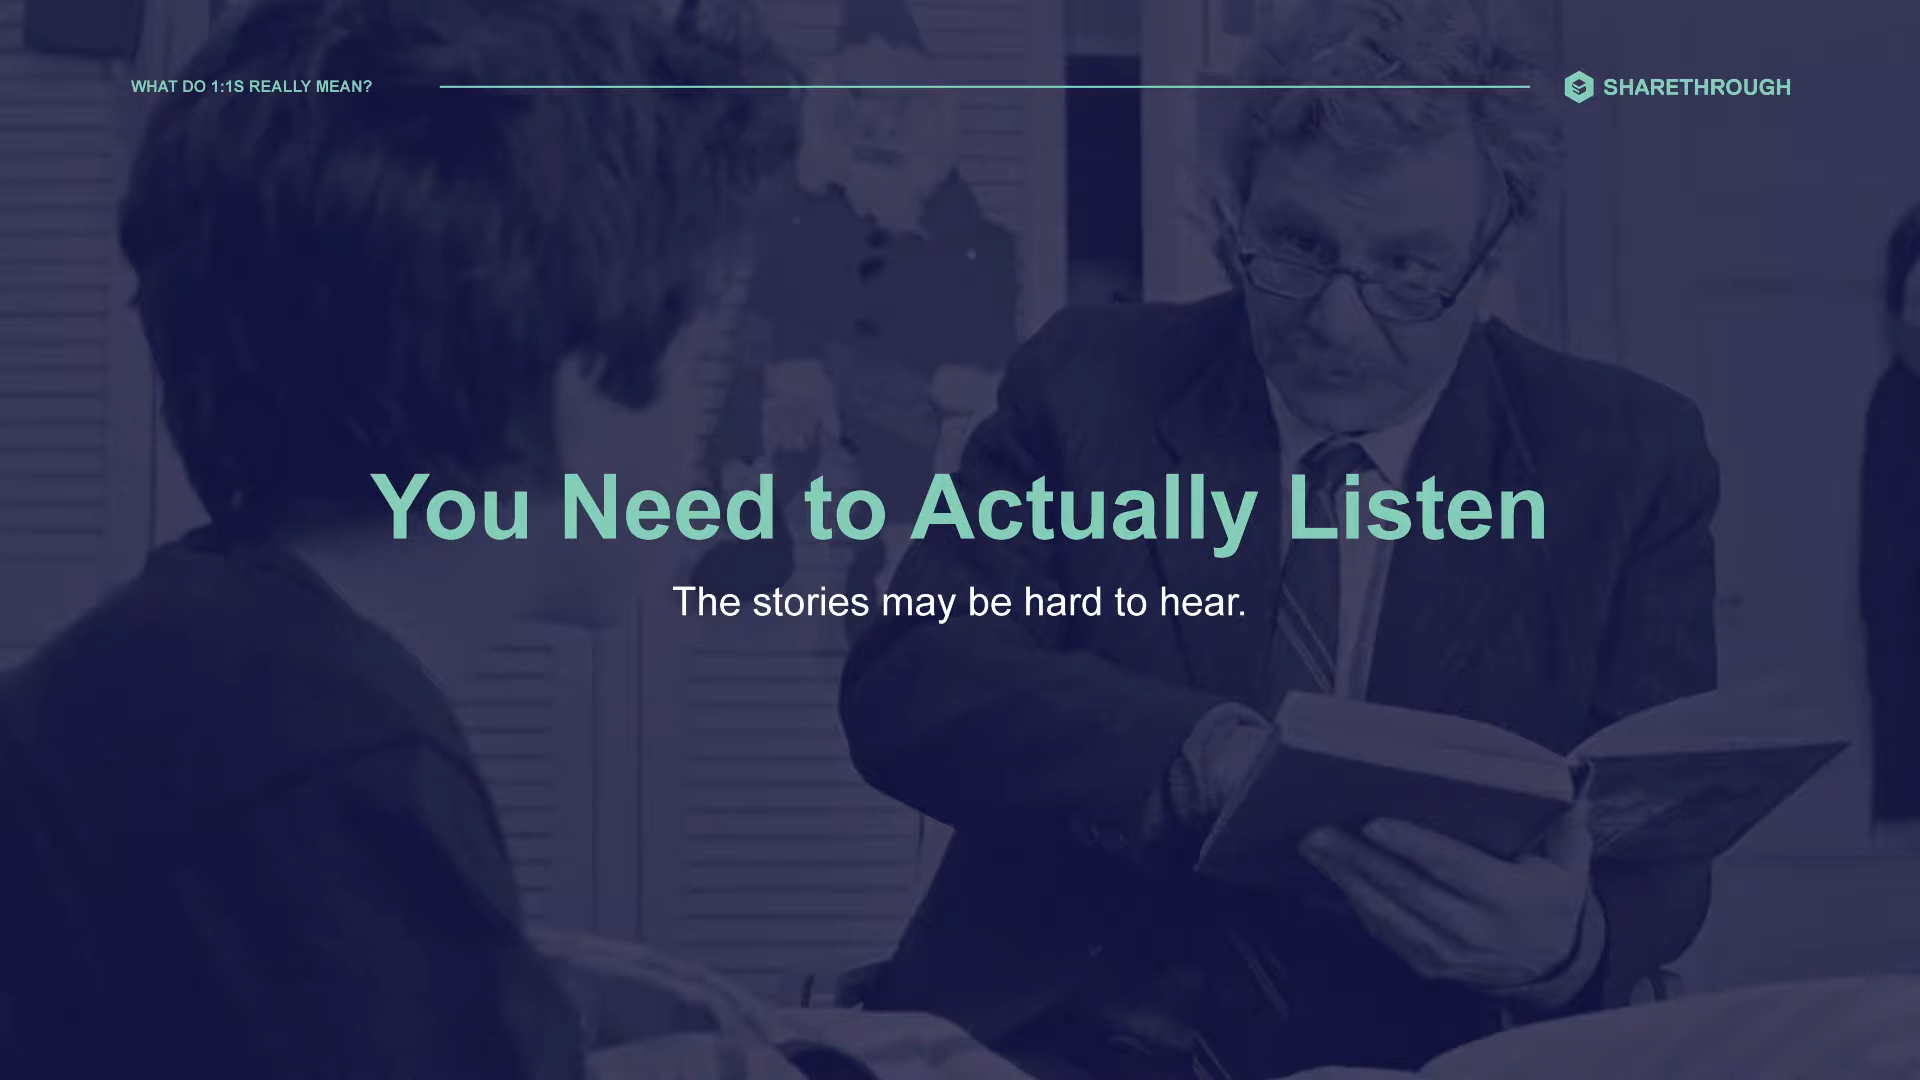 WHAT DO 1:1S REALLY MEAN?
SHARETHROUGH
You Need to Actually Listen
The stories may be hard to hear.